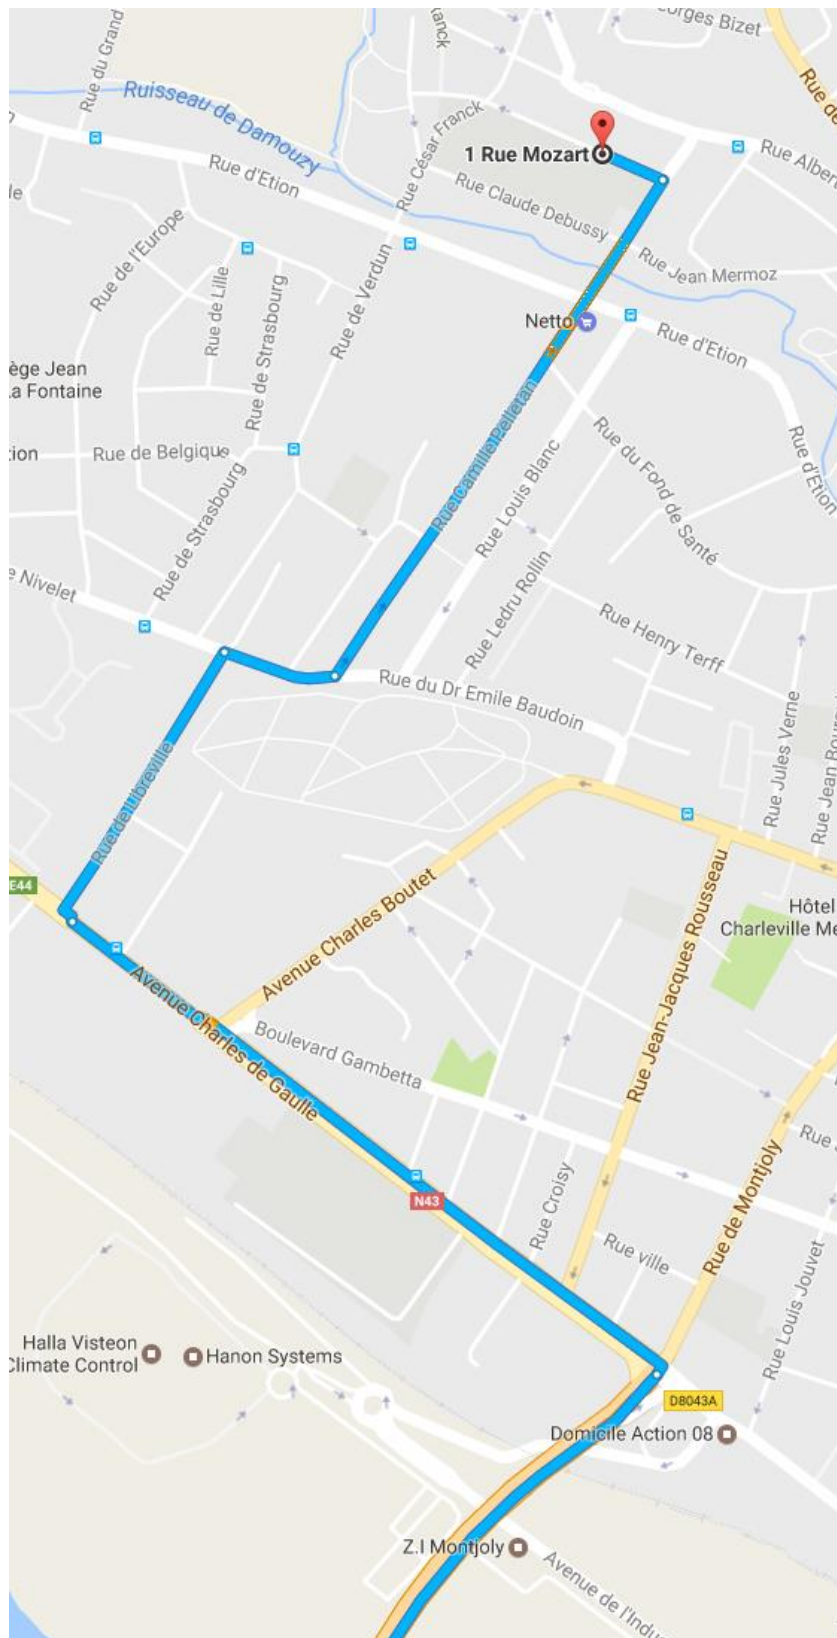 orges Bizet
Rue du Grand
anck
Rue de
Ruisseau de Damouzy
Rue César Franck
1 Rue Mozart
Rue Alber
Rue d'Etion
Rue Claude Debussy
Rue Jean Mermoz
Rue de l'Europe
Rue de Lille
Rue de Strasbourg
Rue de Verdun
Netto
Rue d'Etion
ège Jean
a Fontaine
Rue Camille Pelletan
Rue d'Etion
tion
Rue de Belgique
Rue Louis Blanc
Rue du Fond de Santé
Rue de Strasbourg
e Nivelet
Rue Ledru Rollin
Rue Henry Terff
Rue du Dr Emile Baudoin
Rue Jules Verne
Rue de Libreville
E44
Avenue Charles Boutet
Rue Jean-Jacques Rousseau
Hôtel
Charleville Mé
Avenue Charles de Gaulle
Boulevard Gambetta
N43
Rue Croisy
Rue ville
Rue de Montjoly
Rue Louis Jouvet
Halla Visteon
Climate Control
Hanon Systems
D8043A
Domicile Action 08
Z.I Montjoly
Avenue de l'Indu